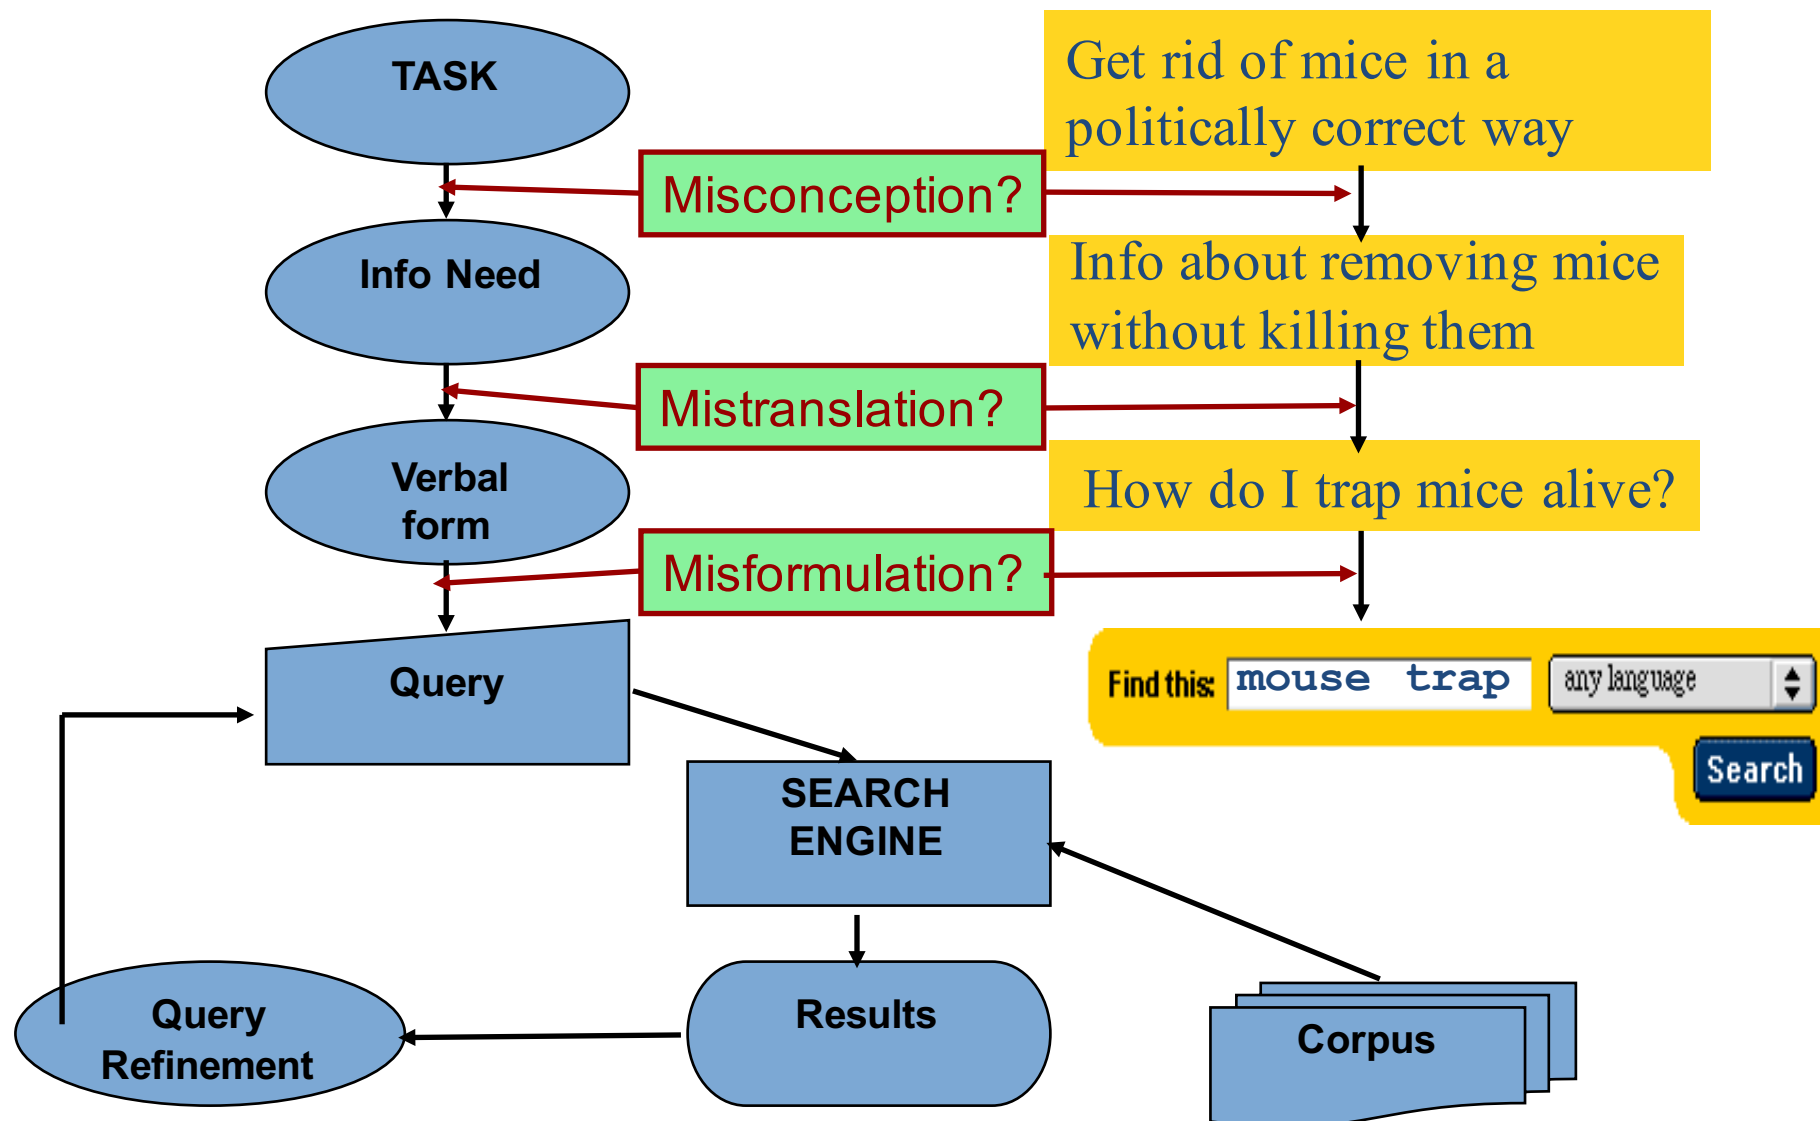 TASK
Get rid of mice in a
politically correct way
Misconception?
Info Need
Info about removing mice
without killing them
Mistranslation?
Verbal
form
How do I trap mice alive?
Misformulation?
Query
Find this: mouse trap any language
Search
SEARCH
ENGINE
Query
Refinement
Results
Corpus